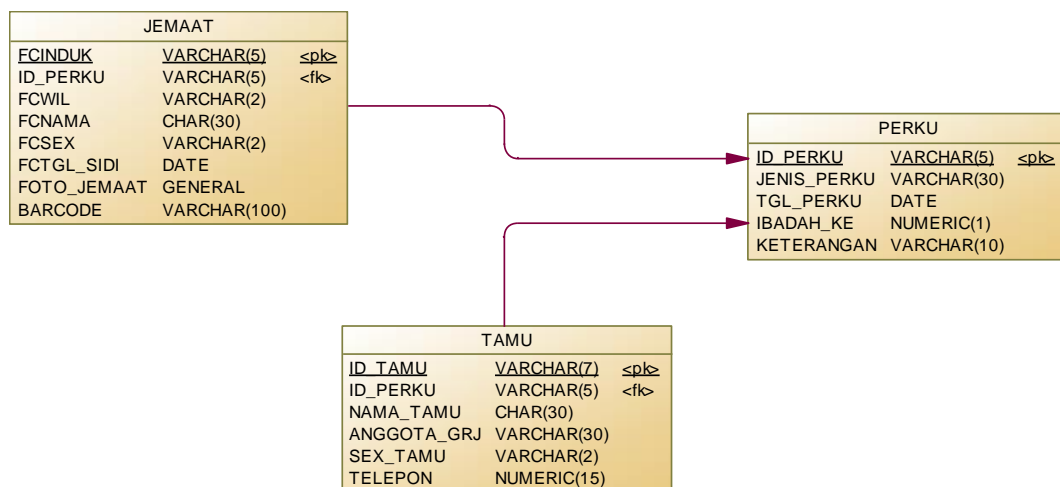 JEMAAT
FCINDUK VARCHAR(5) <pk>
ID_PERKU VARCHAR(5) <fk>
FCWIL VARCHAR(2)
FCNAMA CHAR(30)
FCSEX VARCHAR(2)
FCTGL_SIDI DATE
FOTO_JEMAAT GENERAL
BARCODE VARCHAR(100)
PERKU
ID_PERKU VARCHAR(5) <pk>
JENIS_PERKU VARCHAR(30)
TGL_PERKU DATE
IBADAH_KE NUMERIC(1)
KETERANGAN VARCHAR(10)
TAMU
ID_TAMU VARCHAR(7) <pk>
ID_PERKU VARCHAR(5) <fk>
NAMA_TAMU CHAR(30)
ANGGOTA_GRJ VARCHAR(30)
SEX_TAMU VARCHAR(2)
TELEPON NUMERIC(15)